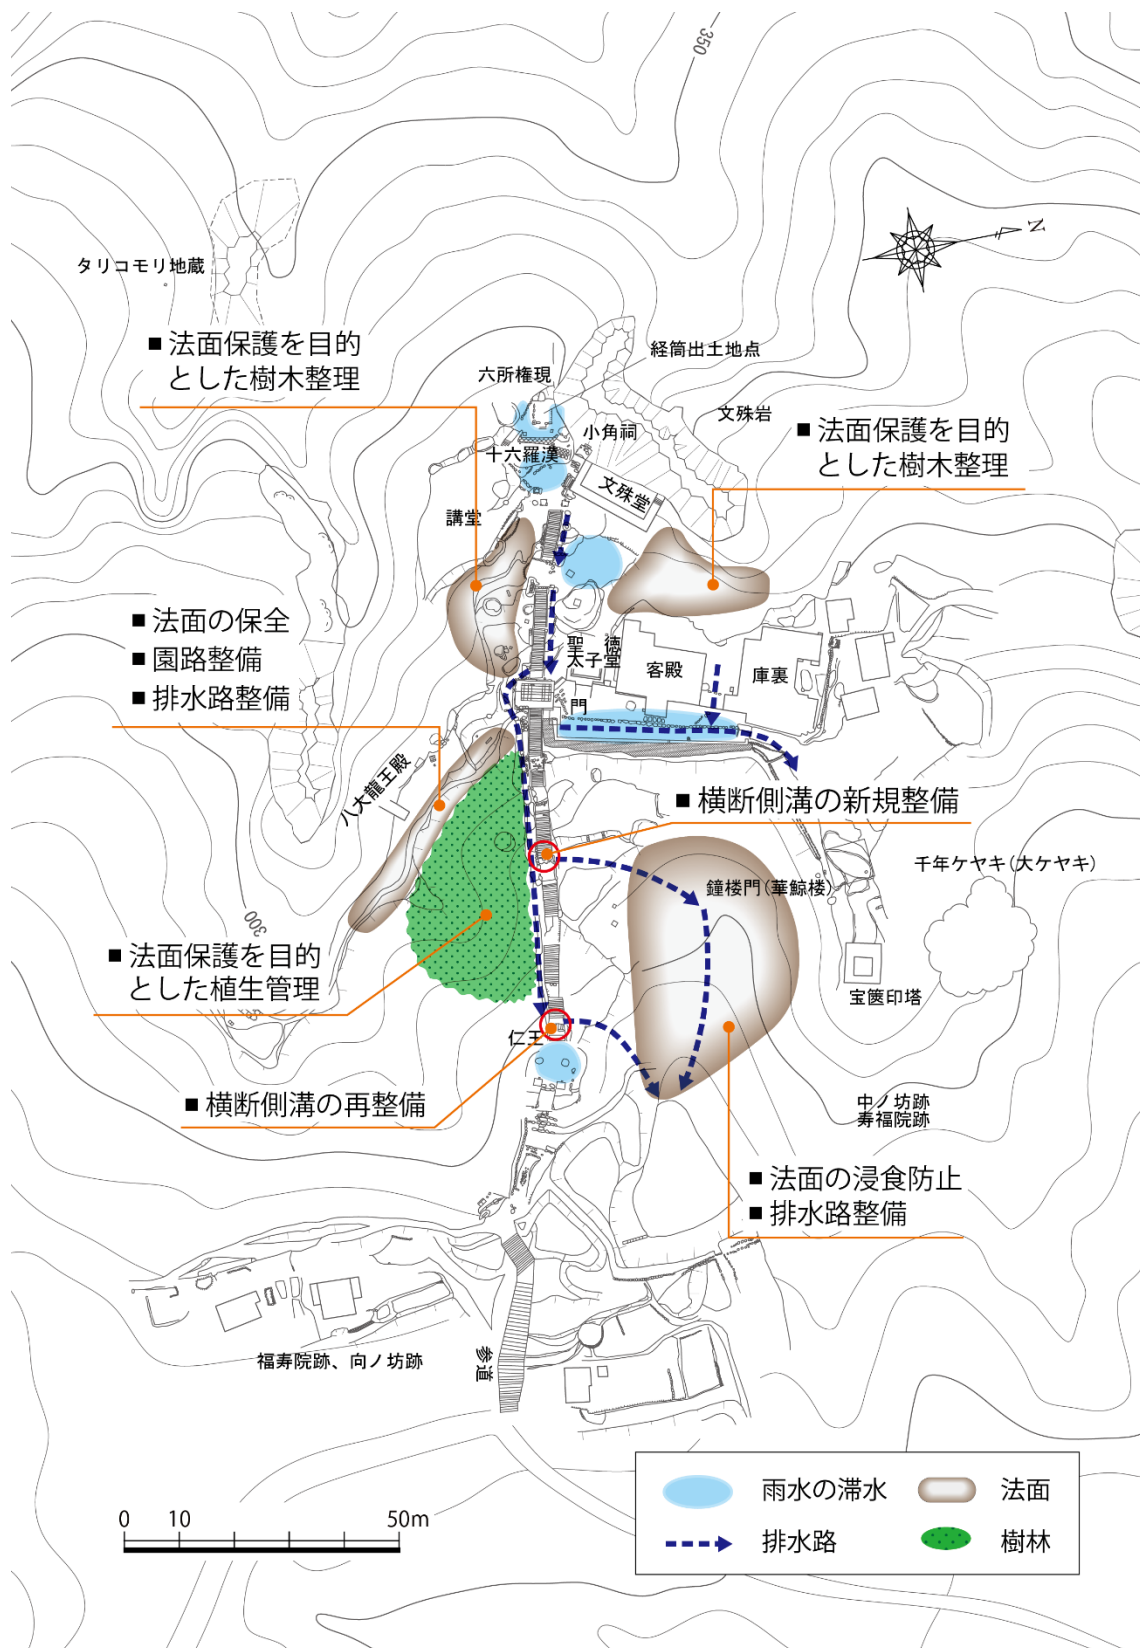 350
N
タリコモリ地蔵
■ 法面保護を目的
とした樹木整理
経筒出土地点
六所権現
文殊岩
小角祠
■ 法面保護を目的
とした樹木整理
十六羅漢
文殊堂
講堂
■ 法面の保全
■ 園路整備
■ 排水路整備
聖徳
太子堂
客殿
庫裏
門
八大龍王殿
■ 横断側溝の新規整備
千年ケヤキ(大ケヤキ)
鐘楼門(華鯨楼)
300
■ 法面保護を目的
とした植生管理
宝篋印塔
仁王
■ 横断側溝の再整備
中ノ坊跡
寿福院跡
■ 法面の浸食防止
■ 排水路整備
福寿院跡、向ノ坊跡
参道
雨水の滞水
法面
排水路
樹林
0 10 50m